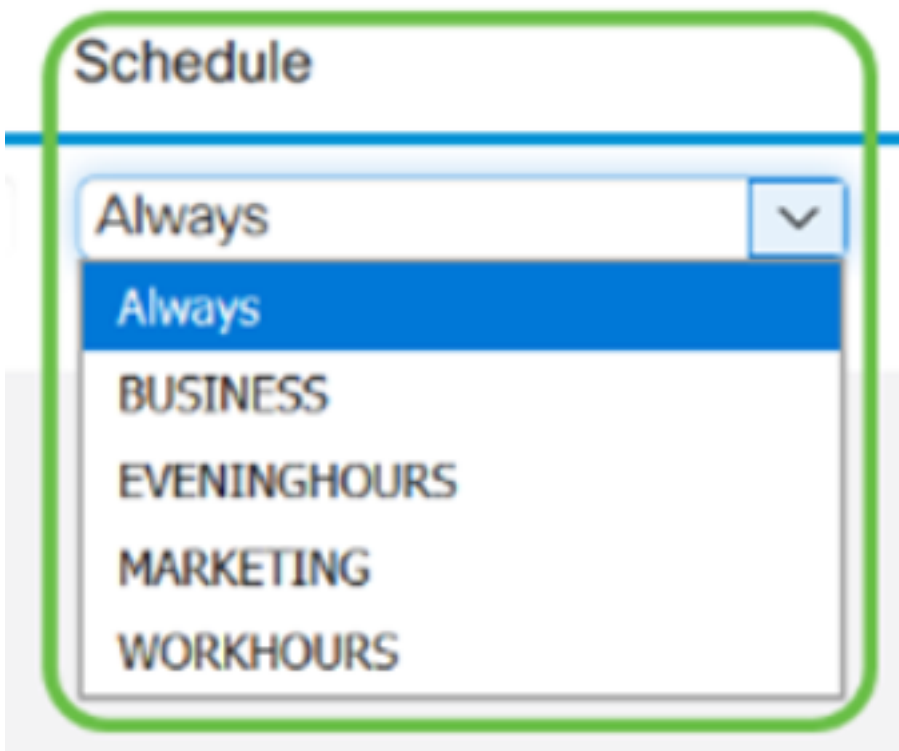 Schedule
Always
Always
BUSINESS
EVENINGHOURS
MARKETING
WORKHOURS